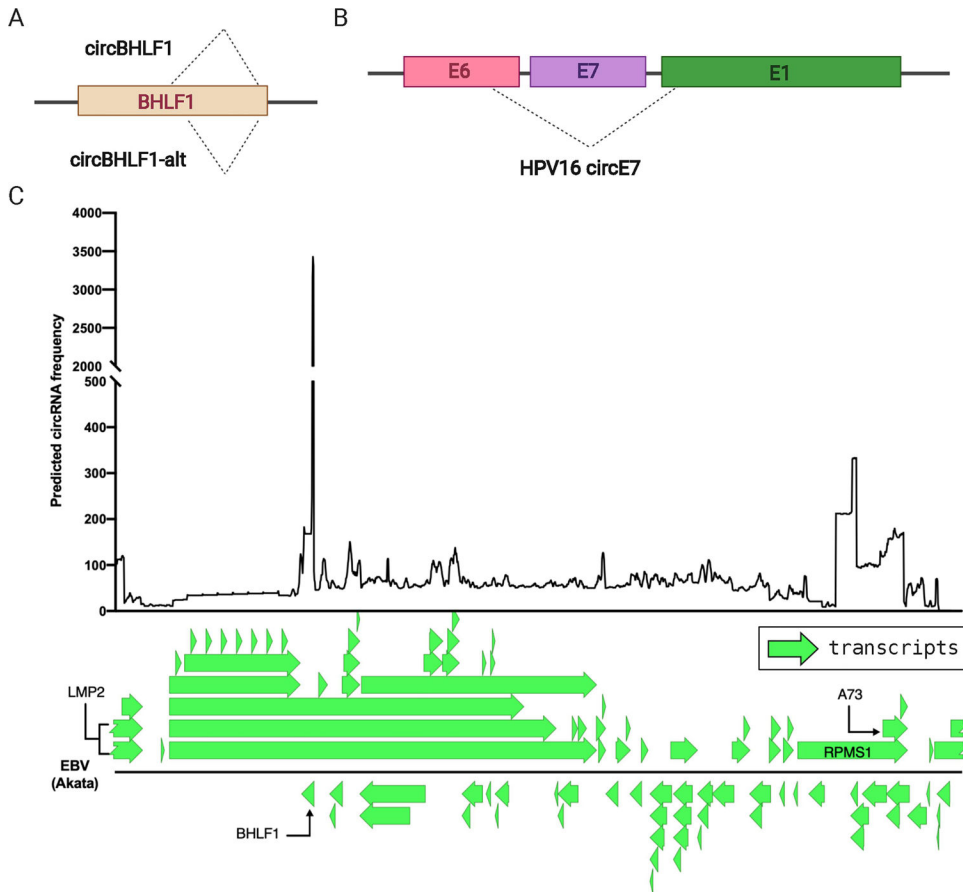 A
circBHLF1
BHLF1
circBHLF1-alt
B
E6
E7
E1
HPV16 circE7
C
Predicted circRNA frequency
4000
3500
3000
2500
2000
500
400
300
200
100
0
transcripts
LMP2
A73
RPMS1
EBV
(Akata)
BHLF1